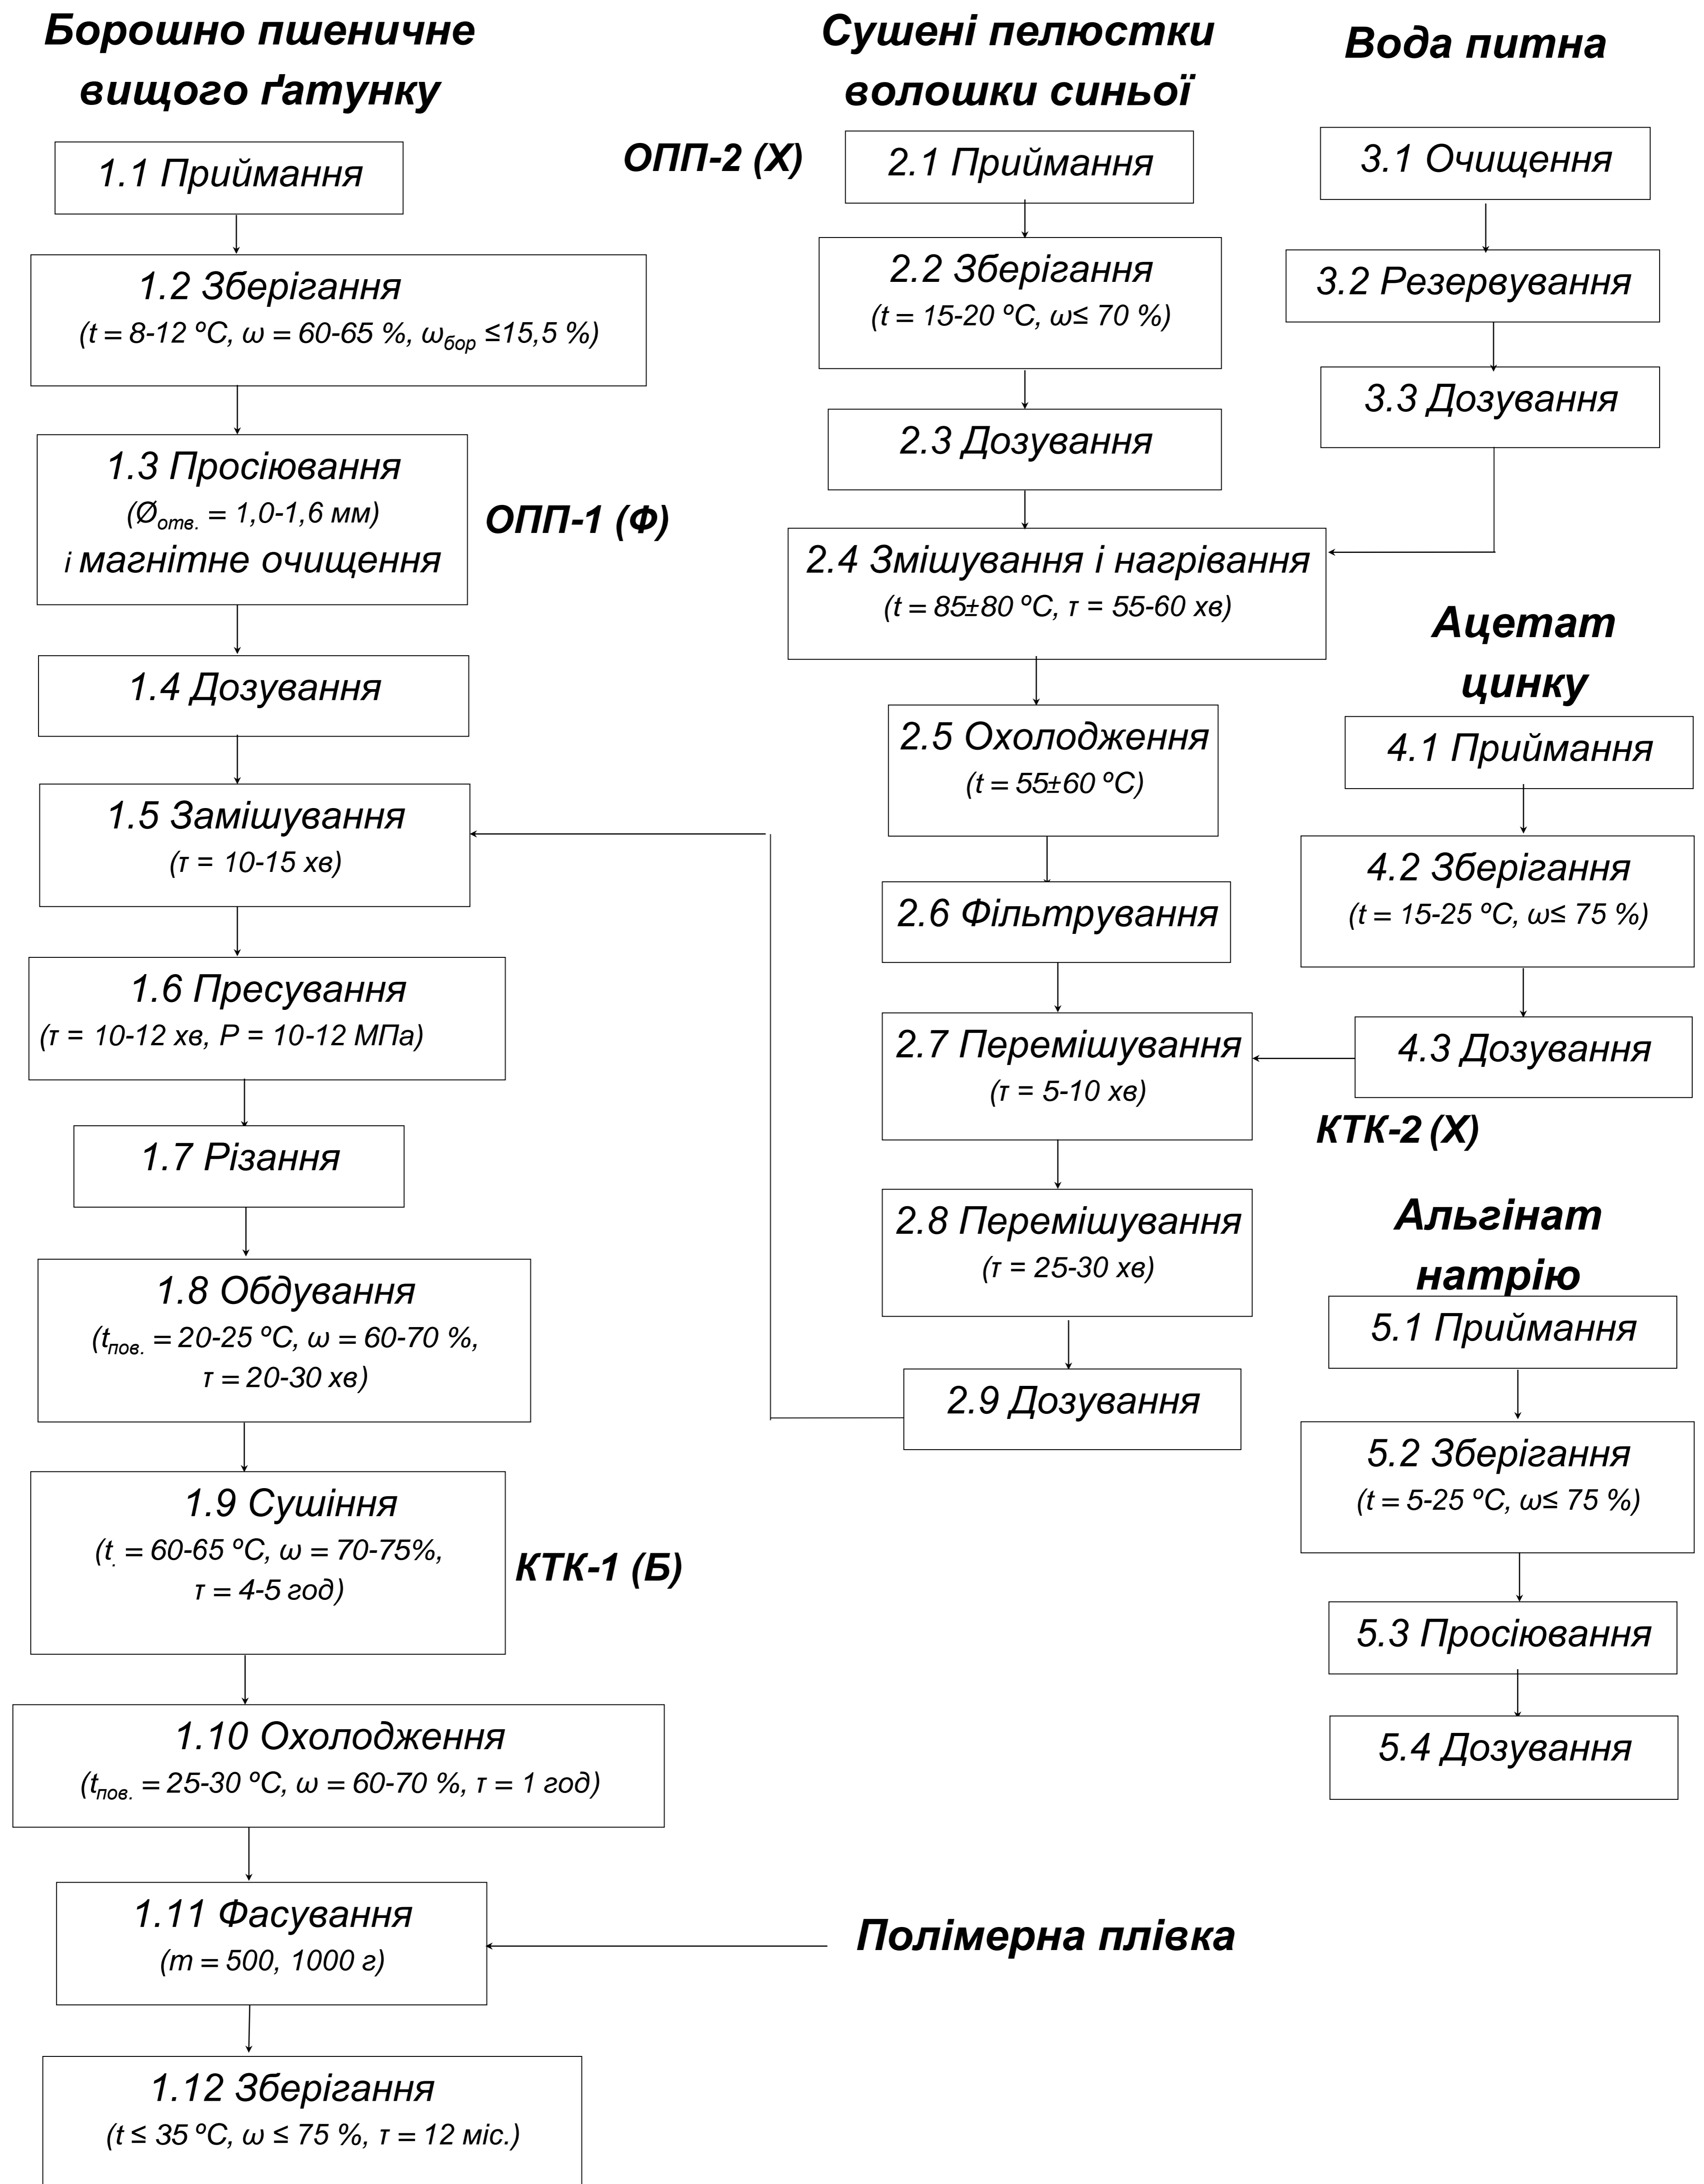 Борошно пшеничне
вищого ґатунку
1.1 Приймання
1.2 Зберігання
(t = 8-12 ºС, ω = 60-65 %, ωбор ≤15,5 %)
1.3 Просіювання
(Øотв. = 1,0-1,6 мм)
і магнітне очищення
ОПП-1 (Ф)
1.4 Дозування
1.5 Замішування
(τ = 10-15 хв)
1.6 Пресування
(τ = 10-12 хв, Р = 10-12 МПа)
1.7 Різання
1.8 Обдування
(tпов. = 20-25 ºС, ω = 60-70 %,
τ = 20-30 хв)
1.9 Сушіння
(t. = 60-65 ºС, ω = 70-75%,
τ = 4-5 год)
КТК-1 (Б)
1.10 Охолодження
(tпов. = 25-30 ºС, ω = 60-70 %, τ = 1 год)
1.11 Фасування
(m = 500, 1000 г)
Полімерна плівка
1.12 Зберігання
(t ≤ 35 ºС, ω ≤ 75 %, τ = 12 міс.)
Сушені пелюстки
волошки синьої
ОПП-2 (Х)
2.1 Приймання
2.2 Зберігання
(t = 15-20 ºС, ω≤ 70 %)
2.3 Дозування
2.4 Змішування і нагрівання
(t = 85±80 ºС, τ = 55-60 хв)
2.5 Охолодження
(t = 55±60 ºС)
2.6 Фільтрування
2.7 Перемішування
(τ = 5-10 хв)
2.8 Перемішування
(τ = 25-30 хв)
2.9 Дозування
Вода питна
3.1 Очищення
3.2 Резервування
3.3 Дозування
Ацетат
цинку
4.1 Приймання
4.2 Зберігання
(t = 15-25 ºС, ω≤ 75 %)
4.3 Дозування
КТК-2 (Х)
Альгінат
натрію
5.1 Приймання
5.2 Зберігання
(t = 5-25 ºС, ω≤ 75 %)
5.3 Просіювання
5.4 Дозування